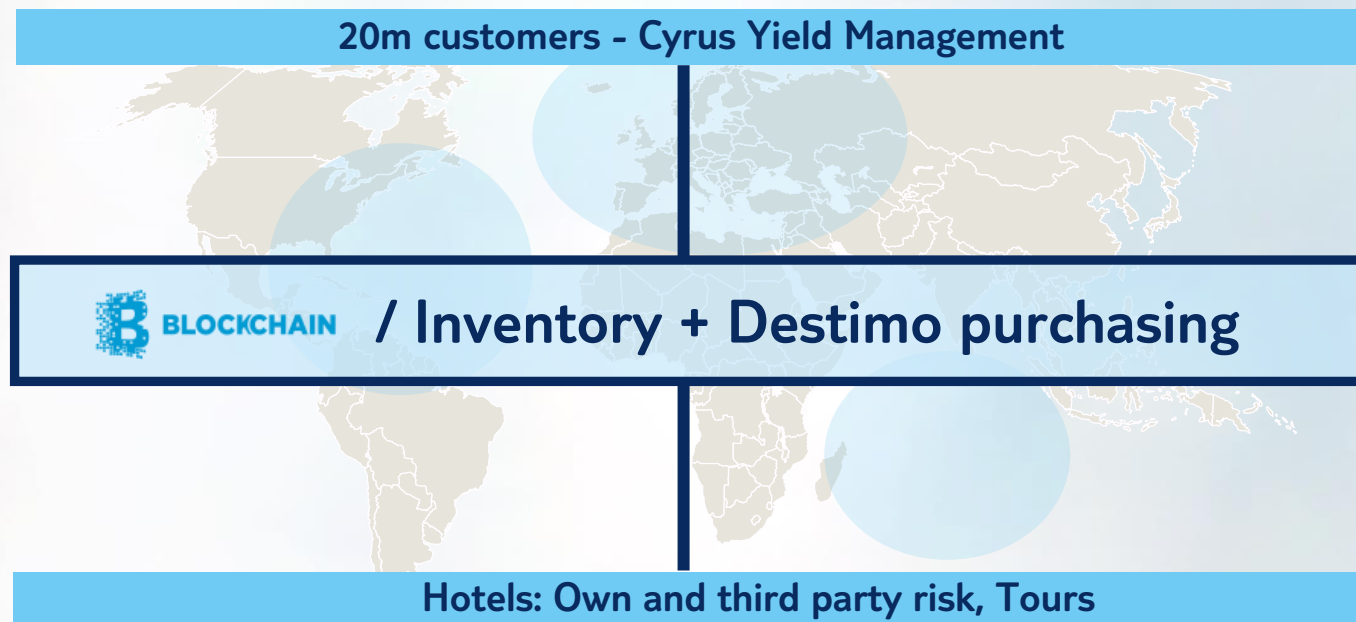 20m customers - Cyrus Yield Management
BLOCKCHAIN / Inventory + Destimo purchasing
Hotels: Own and third party risk, Tours